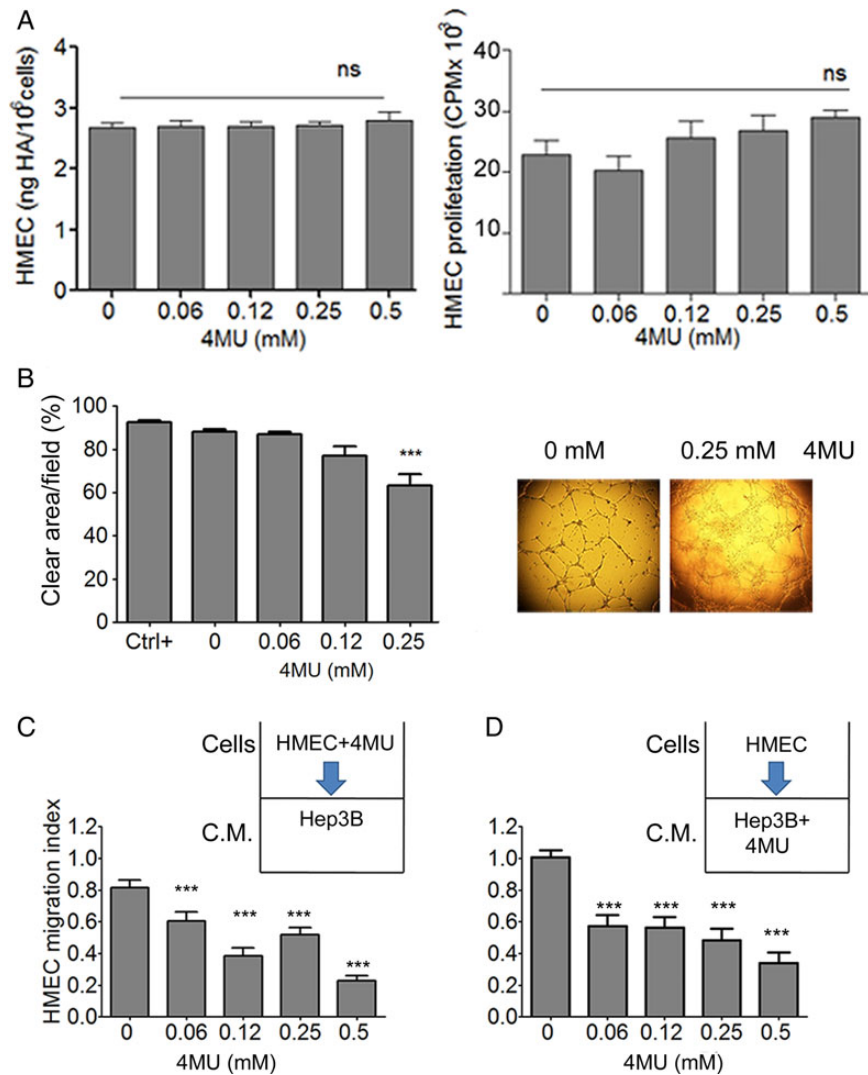 A
HMEC (ng HA/10⁶cells)
4
3
2
1
0
ns
0 0.06 0.12 0.25 0.5
4MU (mM)
HMEC prolifetation (CPMx 10³)
40
30
20
10
0
ns
0 0.06 0.12 0.25 0.5
4MU (mM)
B
Clear area/field (%)
100
80
60
40
20
0
***
Ctrl+ 0 0.06 0.12 0.25
4MU (mM)
0 mM 0.25 mM 4MU
C
Cells HMEC+4MU
C.M. Hep3B
HMEC migration index
1.2
1.0
0.8
0.6
0.4
0.2
0.0
*** *** *** ***
0 0.06 0.12 0.25 0.5
4MU (mM)
D
Cells HMEC
C.M. Hep3B+
4MU
1.2
1.0
0.8
0.6
0.4
0.2
0.0
*** *** *** ***
0 0.06 0.12 0.25 0.5
4MU (mM)